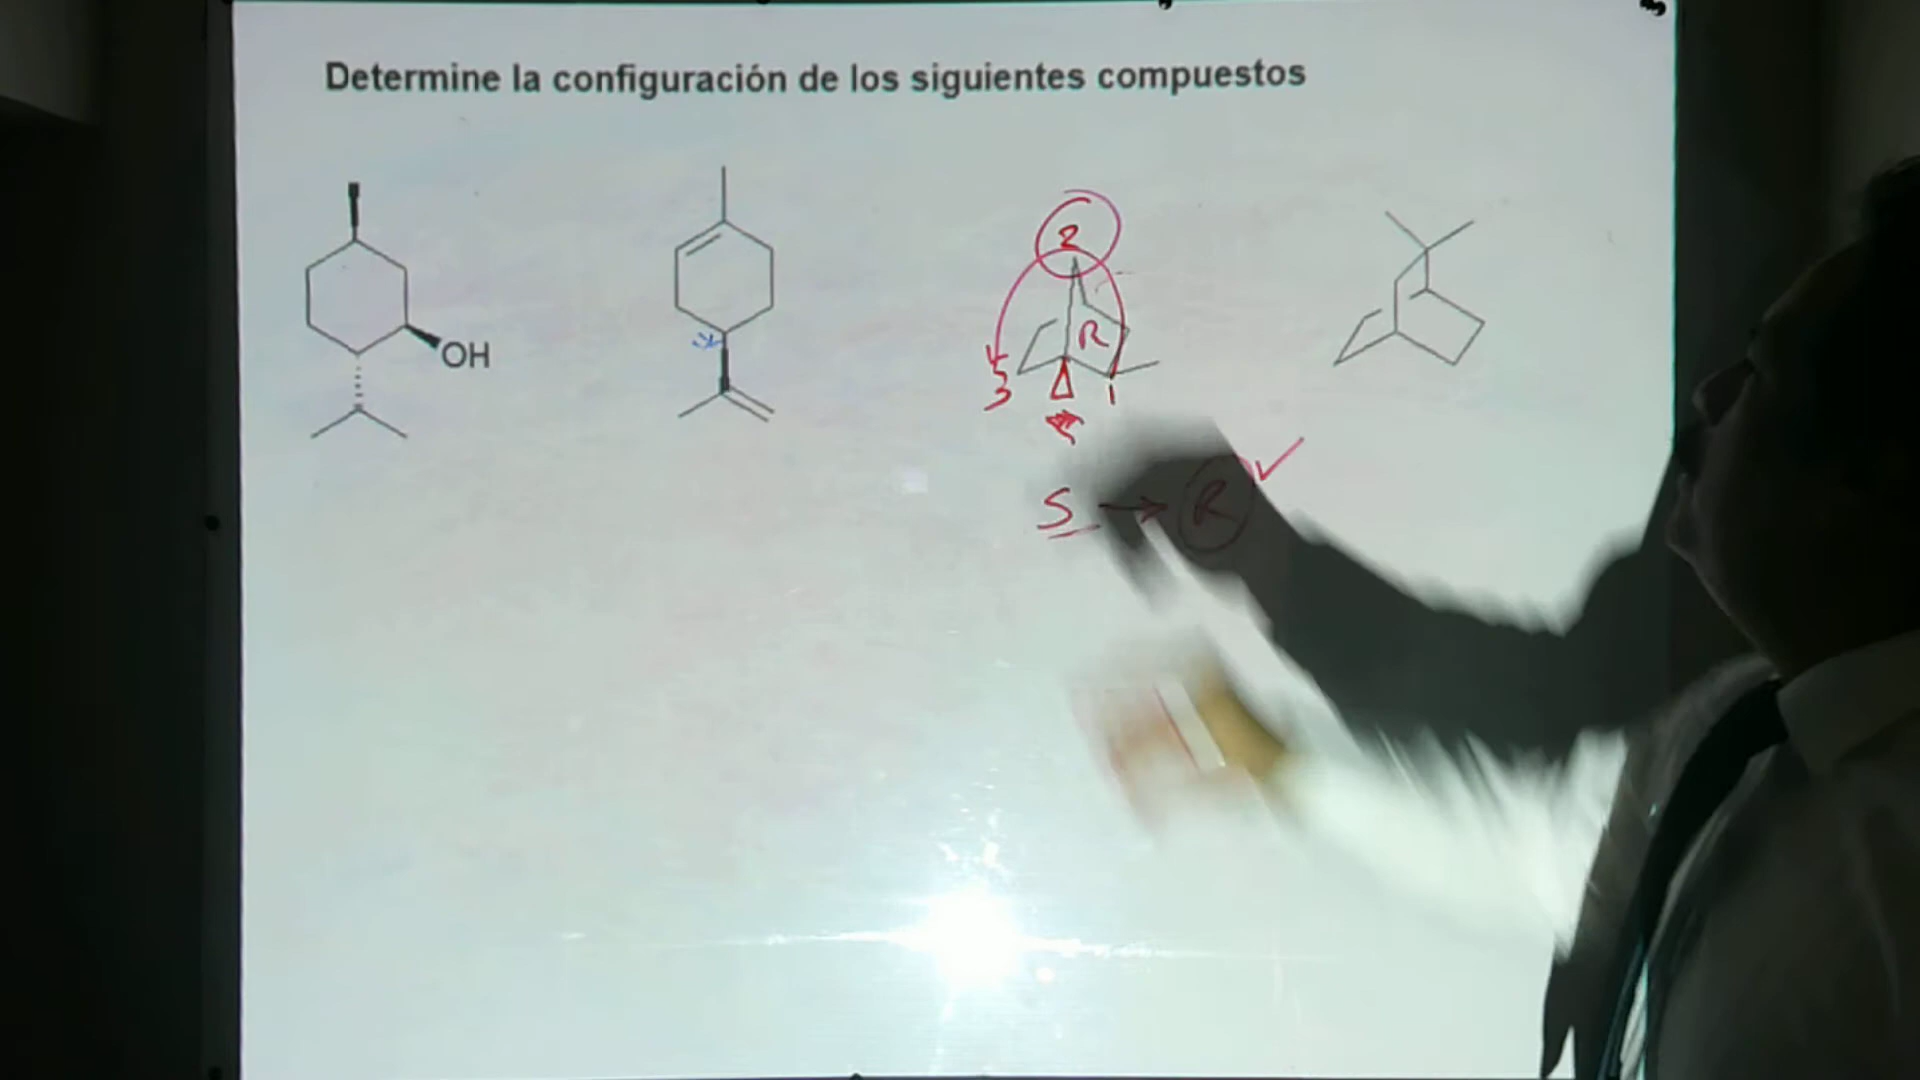 Determine la configuración de los siguientes compuestos
OH
2
R
3
1
S → R ✓